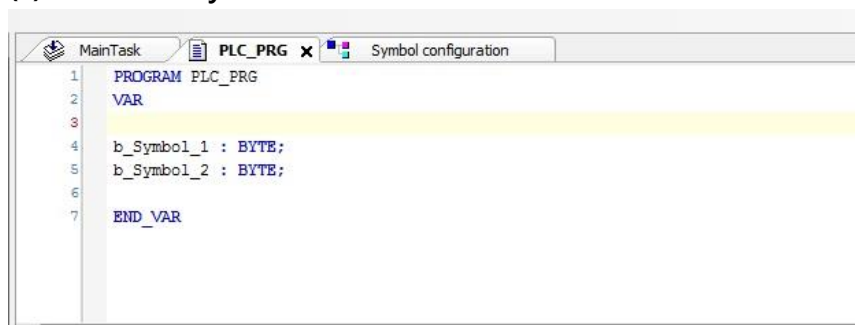 MainTask PLC_PRG x Symbol configuration
1 PROGRAM PLC_PRG
2 VAR
3
4 b_Symbol_1 : BYTE;
5 b_Symbol_2 : BYTE;
6
7 END_VAR